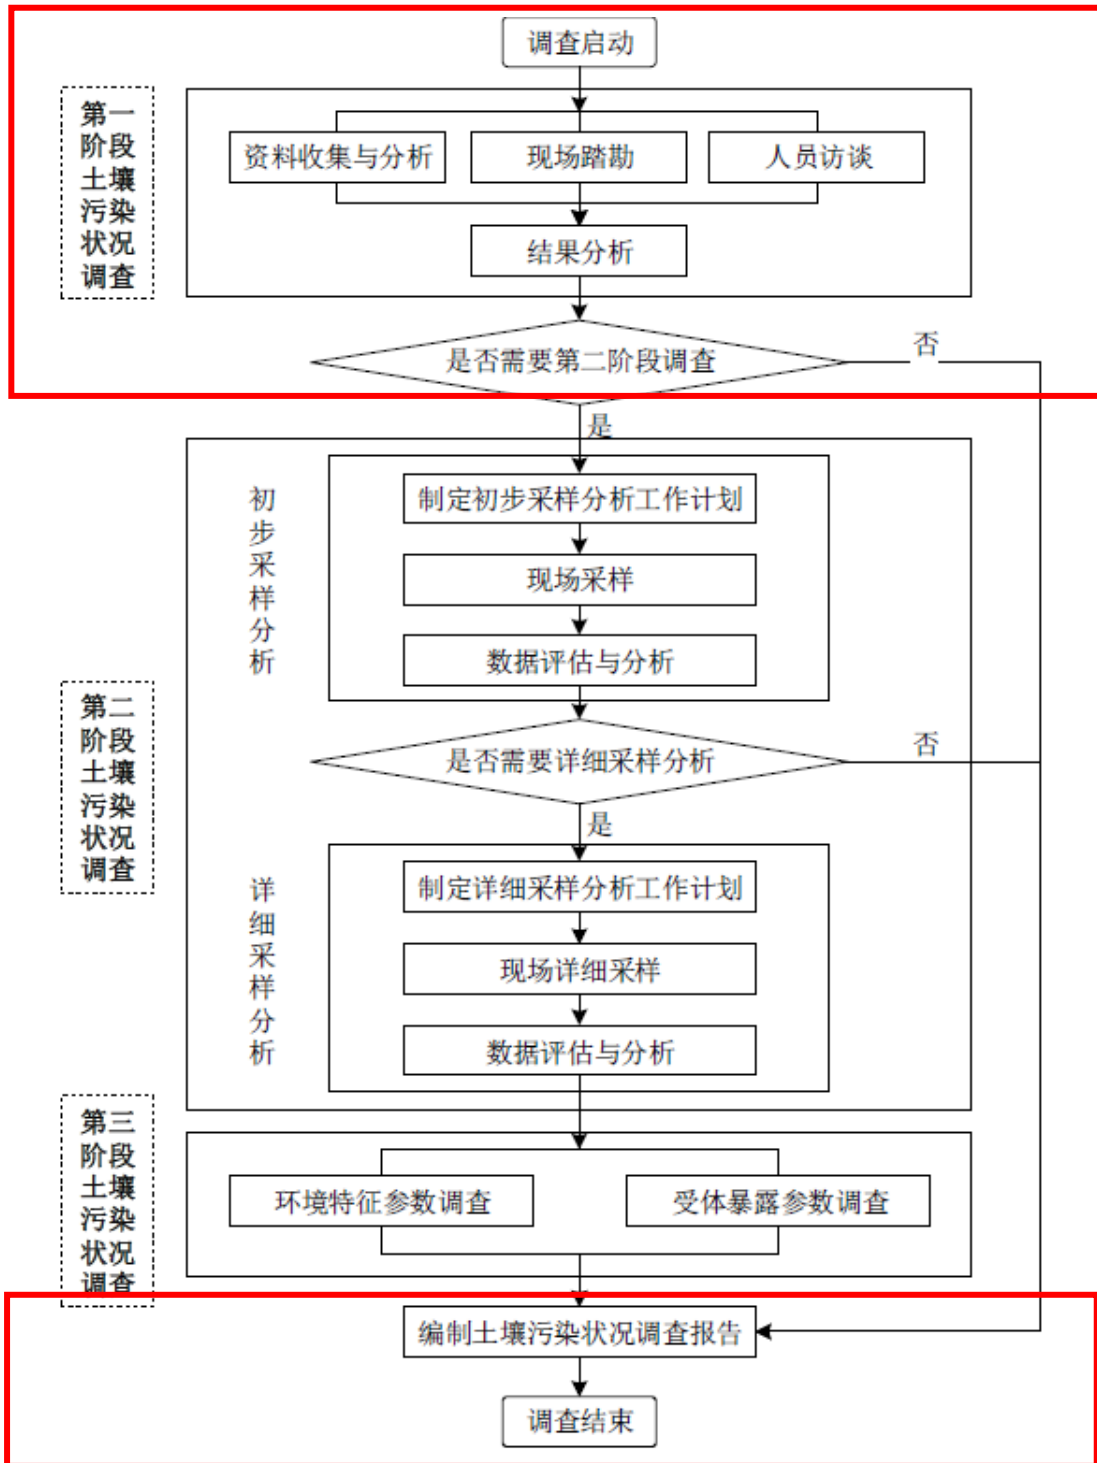 调查启动
第一
阶段
土壤
污染
状况
调查
资料收集与分析
现场踏勘
人员访谈
结果分析
是否需要第二阶段调查
否
是
初
步
采
样
分
析
制定初步采样分析工作计划
现场采样
数据评估与分析
第二
阶段
土壤
污染
状况
调查
是否需要详细采样分析
否
是
详
细
采
样
分
析
制定详细采样分析工作计划
现场详细采样
数据评估与分析
第三
阶段
土壤
污染
状况
调查
环境特征参数调查
受体暴露参数调查
编制土壤污染状况调查报告
调查结束